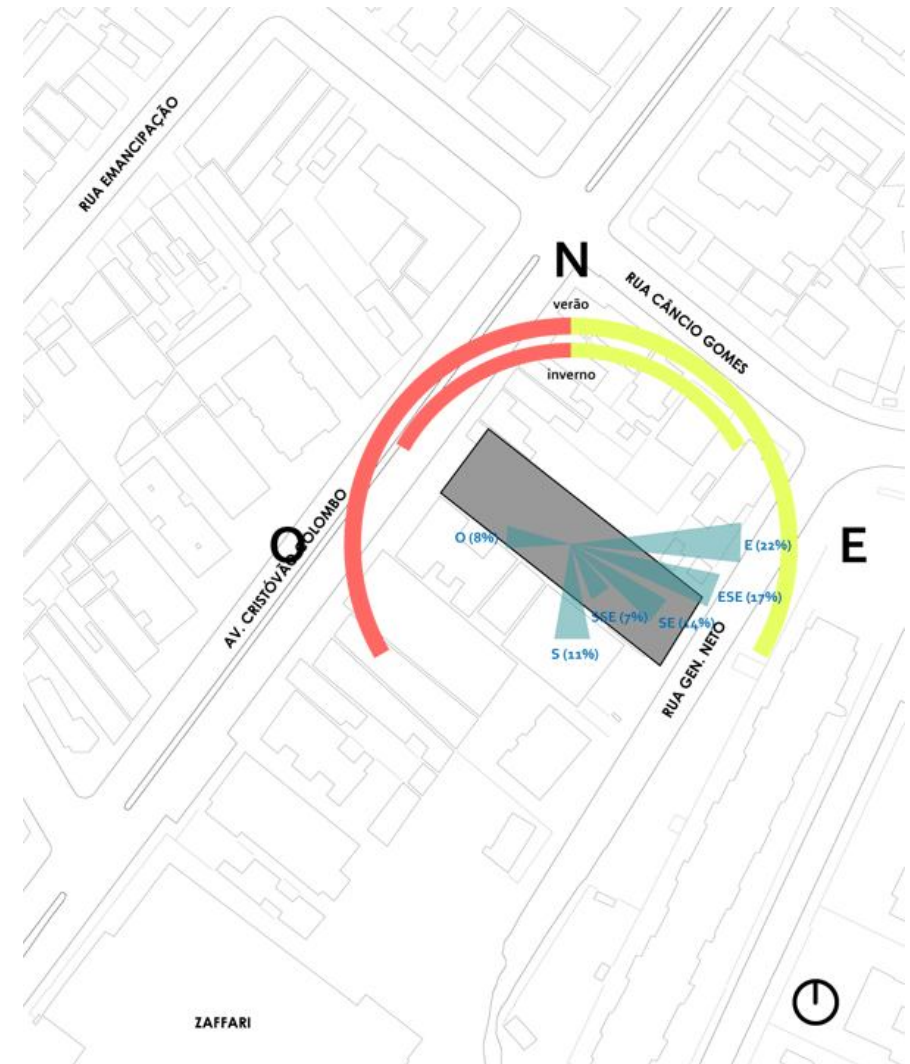 RUA EMANCIPAÇÃO
N
RUA CÂNCIO GOMES
verão
inverno
O
E
AV. CRISTÓVÃO COLOMBO
O (8%)
E (22%)
ESE (17%)
SSE (7%)
SE (14%)
S (11%)
RUA GEN. NETO
ZAFFARI